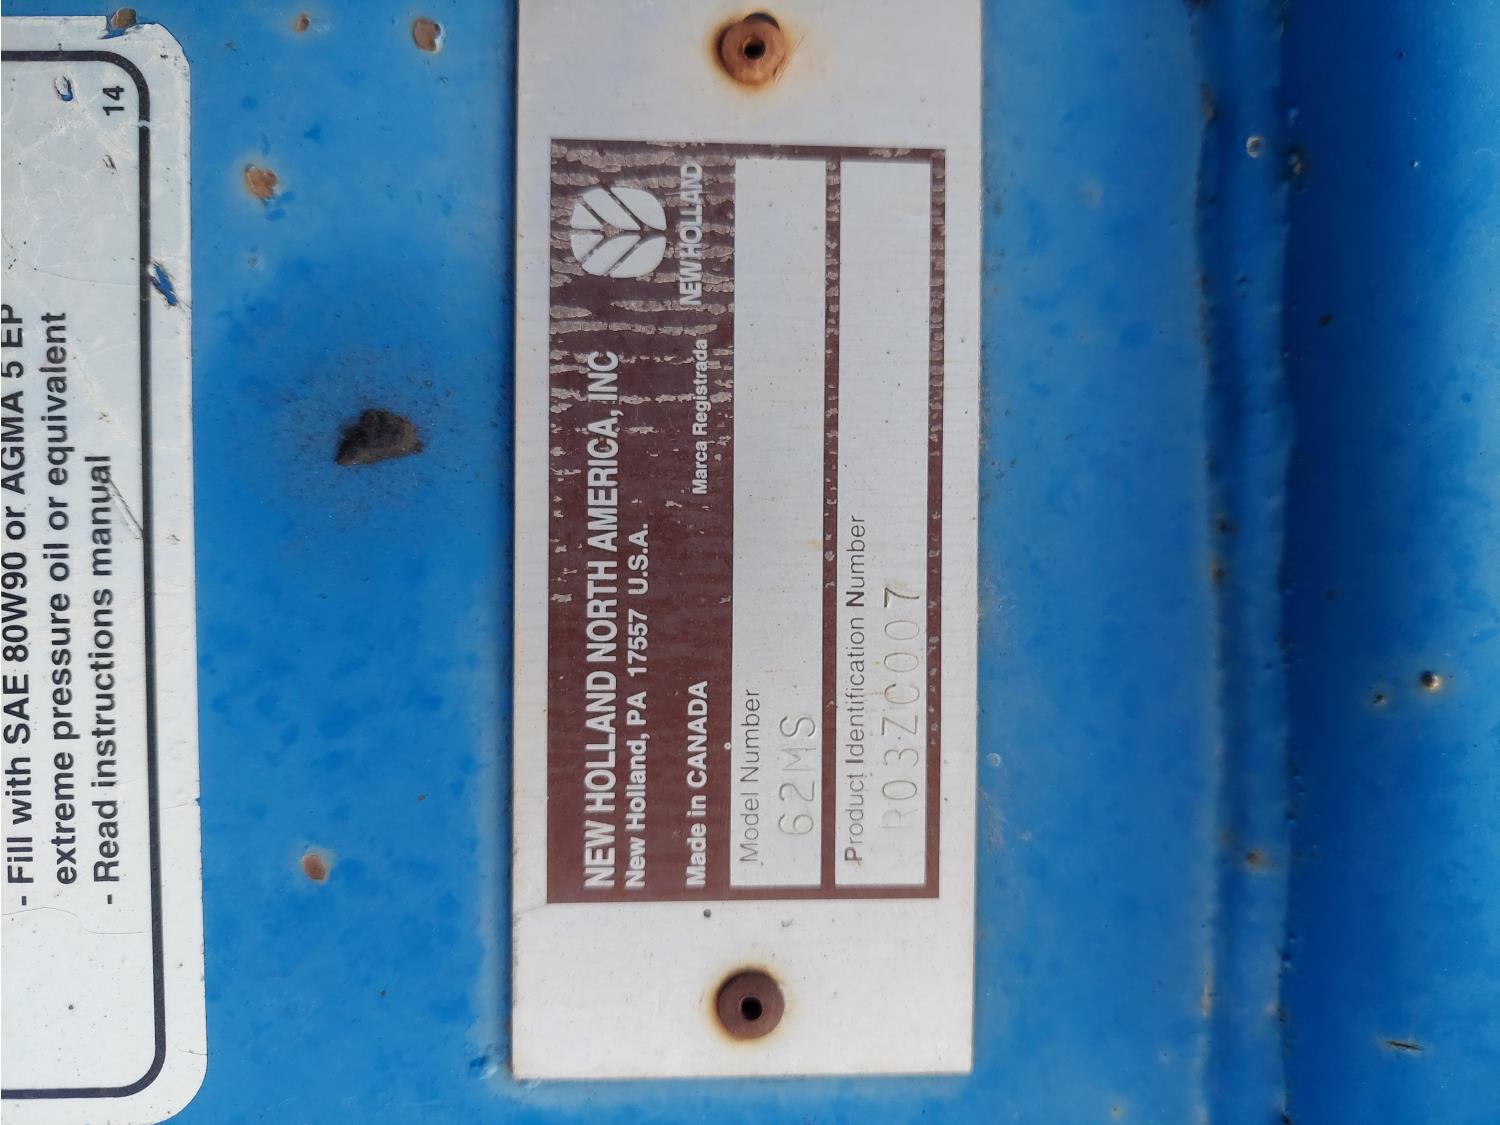 - Fill with SAE 80W90 or AGMA 5 EP
extreme pressure oil or equivalent
- Read instructions manual
14
NEW HOLLAND NORTH AMERICA, INC
New Holland, PA 17557 U.S.A.
Made in CANADA
Marca Registrada
NEW HOLLAND
Model Number
62MS
Product Identification Number
R03ZC007